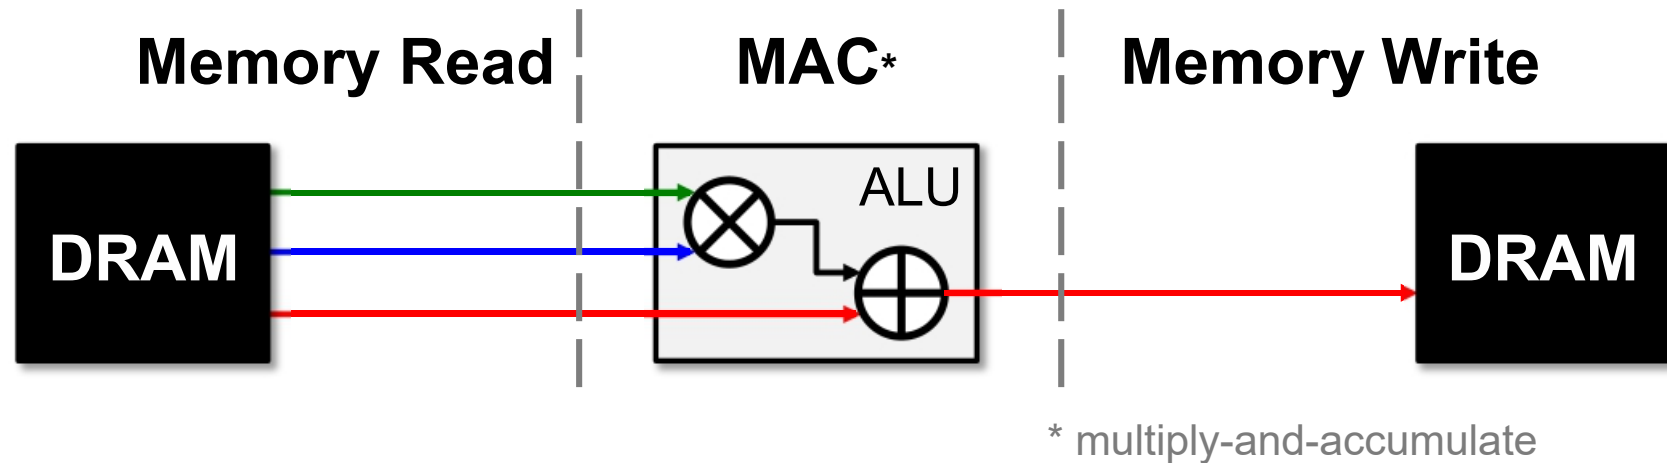 Memory Read
MAC*
Memory Write
DRAM
ALU
DRAM
* multiply-and-accumulate